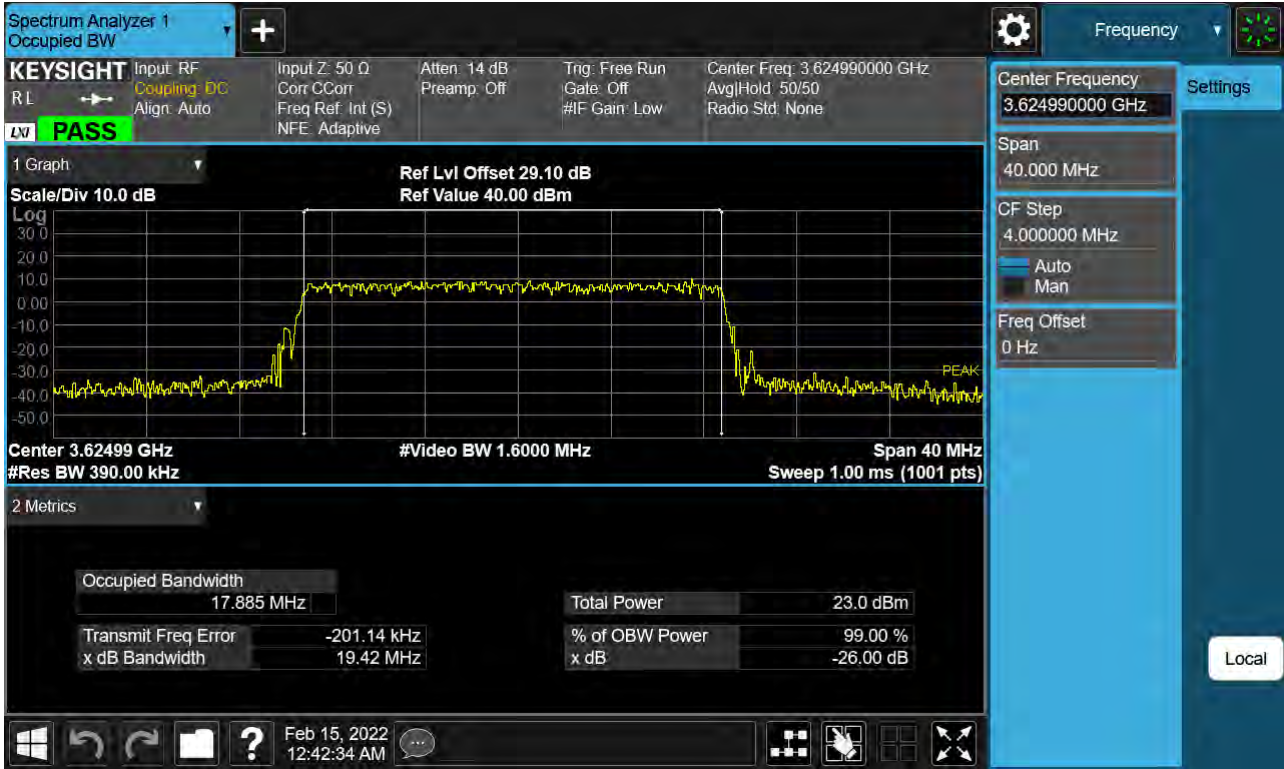 Spectrum Analyzer 1
Occupied BW
+
Frequency
KEYSIGHT
R L
LXI
PASS
Input: RF
Coupling: DC
Align: Auto
Input Z: 50 Ω
Corr CCorr
Freq Ref: Int (S)
NFE: Adaptive
Atten: 14 dB
Preamp: Off
Trig: Free Run
Gate: Off
#IF Gain: Low
Center Freq: 3.624990000 GHz
Avg|Hold: 50/50
Radio Std: None
Center Frequency
3.624990000 GHz
Settings
Span
40.000 MHz
CF Step
4.000000 MHz
Auto
Man
Freq Offset
0 Hz
1 Graph
Scale/Div 10.0 dB
Ref Lvl Offset 29.10 dB
Ref Value 40.00 dBm
Log
30.0
20.0
10.0
0.00
-10.0
-20.0
-30.0
-40.0
-50.0
PEAK
Center 3.62499 GHz
#Video BW 1.6000 MHz
Span 40 MHz
#Res BW 390.00 kHz
Sweep 1.00 ms (1001 pts)
2 Metrics
Occupied Bandwidth
17.885 MHz
Total Power 23.0 dBm
Transmit Freq Error -201.14 kHz
% of OBW Power 99.00 %
x dB Bandwidth 19.42 MHz
x dB -26.00 dB
Local
?
Feb 15, 2022
12:42:34 AM